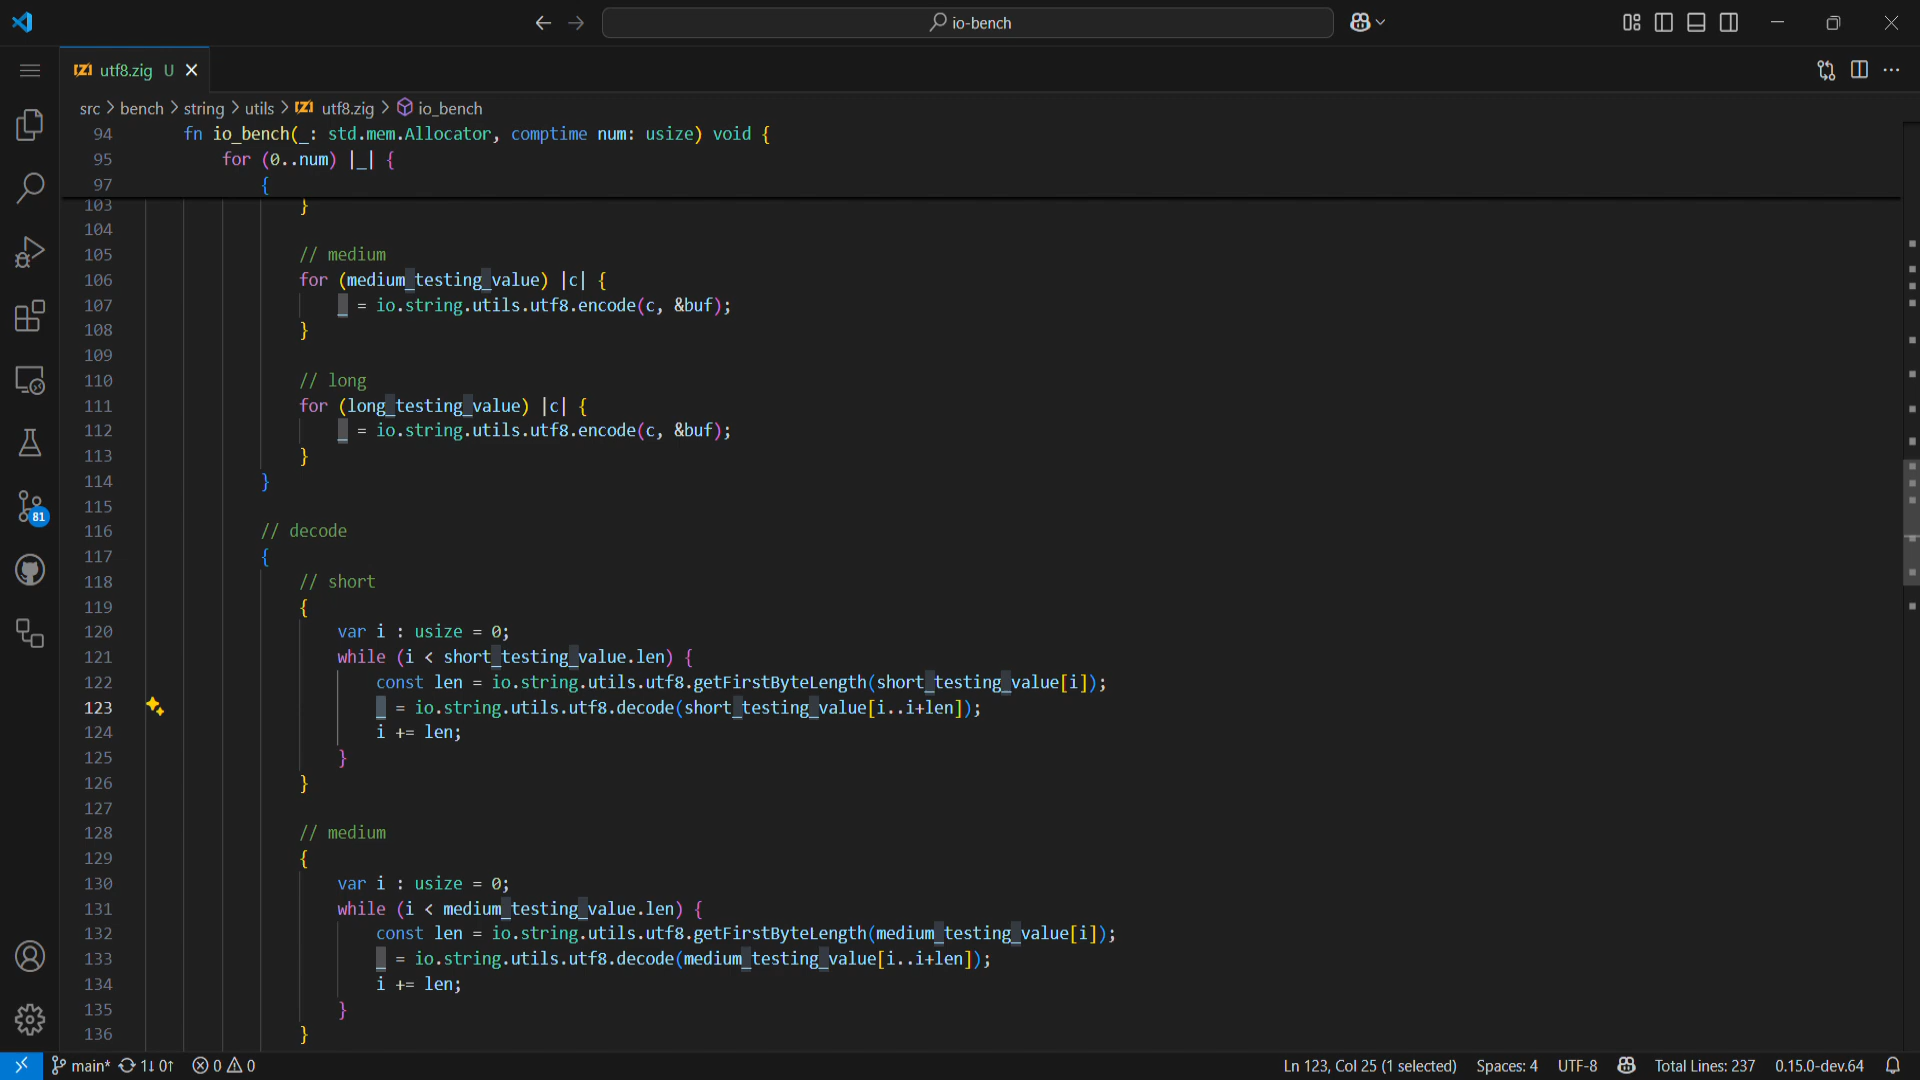 io-bench
utf8.zig U
src > bench > string > utils > utf8.zig > io_bench
94 fn io_bench(_: std.mem.Allocator, comptime num: usize) void {
95 for (0..num) |_| {
97 {
103 }
104
105 // medium
106 for (medium_testing_value) |c| {
107 _ = io.string.utils.utf8.encode(c, &buf);
108 }
109
110 // long
111 for (long_testing_value) |c| {
112 _ = io.string.utils.utf8.encode(c, &buf);
113 }
114 }
115
116 // decode
117 {
118 // short
119 {
120 var i : usize = 0;
121 while (i < short_testing_value.len) {
122 const len = io.string.utils.utf8.getFirstByteLength(short_testing_value[i]);
123 _ = io.string.utils.utf8.decode(short_testing_value[i..i+len]);
124 i += len;
125 }
126 }
127
128 // medium
129 {
130 var i : usize = 0;
131 while (i < medium_testing_value.len) {
132 const len = io.string.utils.utf8.getFirstByteLength(medium_testing_value[i]);
133 _ = io.string.utils.utf8.decode(medium_testing_value[i..i+len]);
134 i += len;
135 }
136 }
81
main* 1↓ 0↑ 0 0 Ln 123, Col 25 (1 selected) Spaces: 4 UTF-8 Total Lines: 237 0.15.0-dev.64